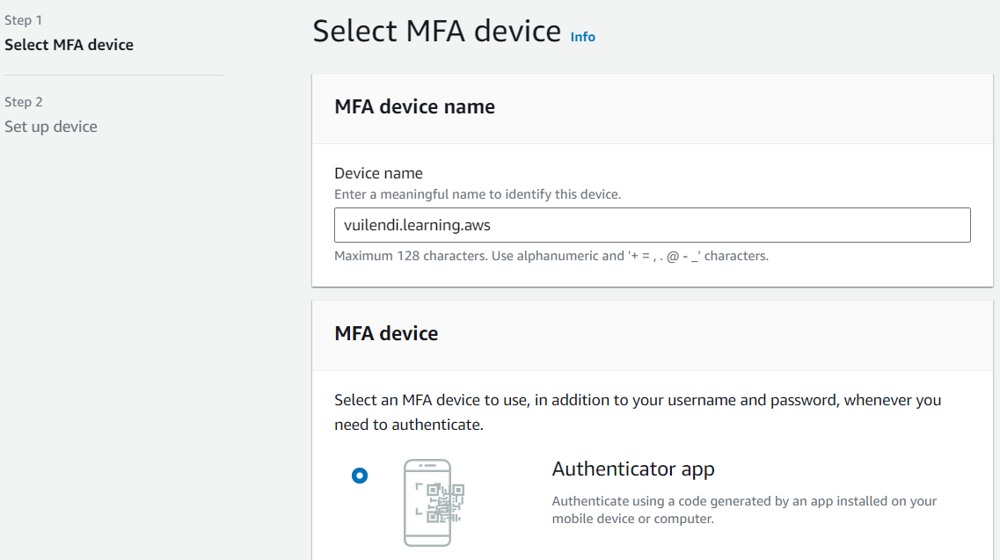 Step 1
Select MFA device
Step 2
Set up device
Select MFA device Info
MFA device name
Device name
Enter a meaningful name to identify this device.
vuilendi.learning.aws
Maximum 128 characters. Use alphanumeric and '+ = , . @ - _' characters.
MFA device
Select an MFA device to use, in addition to your username and password, whenever you
need to authenticate.
Authenticator app
Authenticate using a code generated by an app installed on your
mobile device or computer.